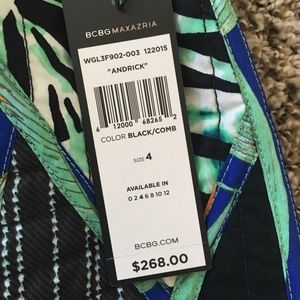 BCBGMAXAZRIA
WGL3F902-003 122015
"ANDRICK"
6 12000 68265 2
COLOR BLACK/COMB
SIZE 4
AVAILABLE IN
0 2 4 6 8 10 12
BCBG.COM
$268.00